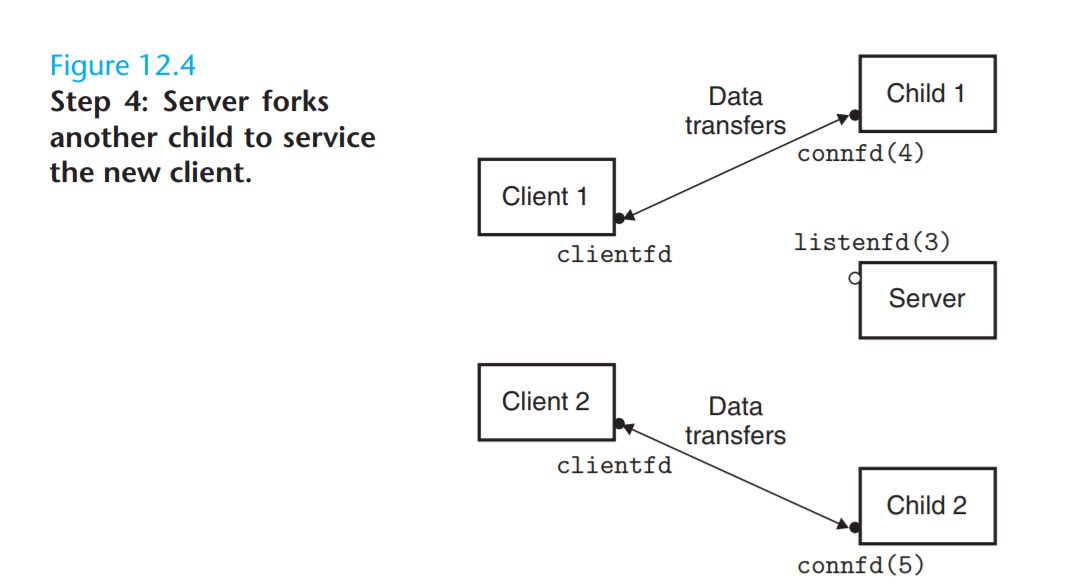 Figure 12.4
Step 4: Server forks
another child to service
the new client.
Data
transfers
Child 1
connfd(4)
Client 1
clientfd
listenfd(3)
Server
Client 2
Data
transfers
clientfd
Child 2
connfd(5)